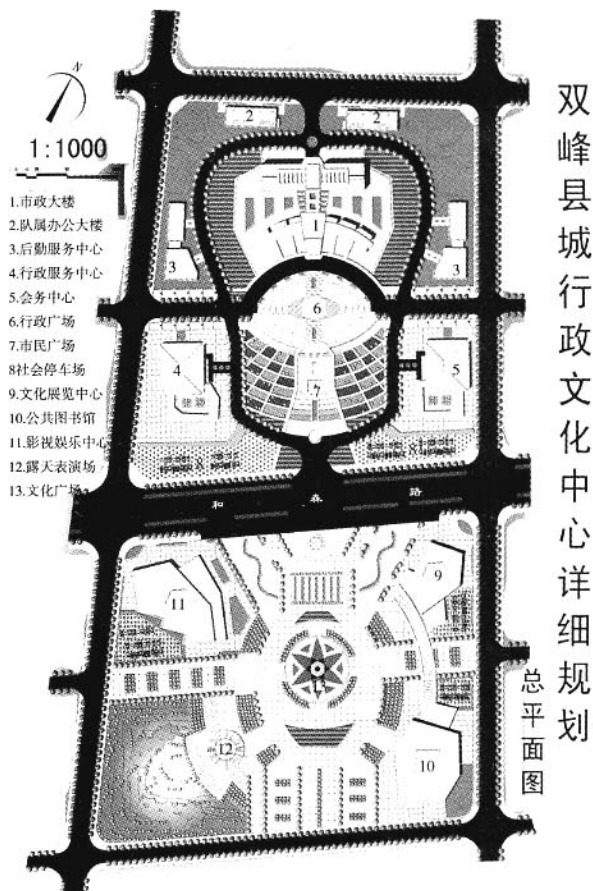 N
1:1000
1.市政大楼
2.队属办公大楼
3.后勤服务中心
4.行政服务中心
5.会务中心
6.行政广场
7.市民广场
8社会停车场
9.文化展览中心
10.公共图书馆
11.影视娱乐中心
12.露天表演场
13.文化广场
双峰县城行政文化中心详细规划
总平面图
2
2
1
3
3
6
4
5
7
8
8
和森路
9
11
12
10